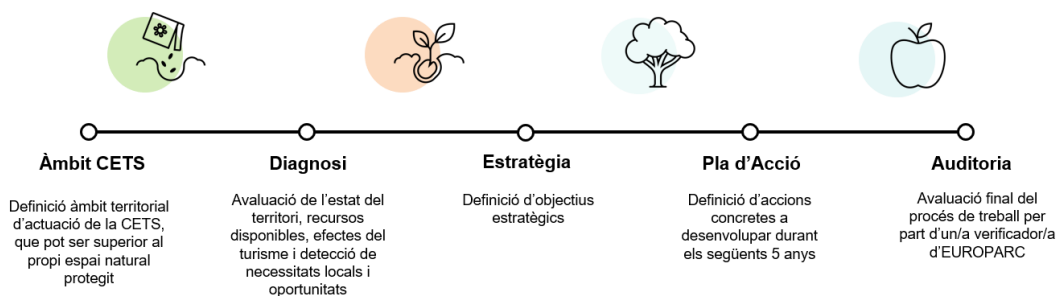 Àmbit CETS
Definició àmbit territorial
d'actuació de la CETS,
que pot ser superior al
propi espai natural
protegit
Diagnosi
Avaluació de l'estat del
territori, recursos
disponibles, efectes del
turisme i detecció de
necessitats locals i
oportunitats
Estratègia
Definició d'objectius
estratègics
Pla d'Acció
Definició d'accions
concretes a
desenvolupar durant
els següents 5 anys
Auditoria
Avaluació final del
procés de treball per
part d'un/a verificador/a
d'EUROPARC